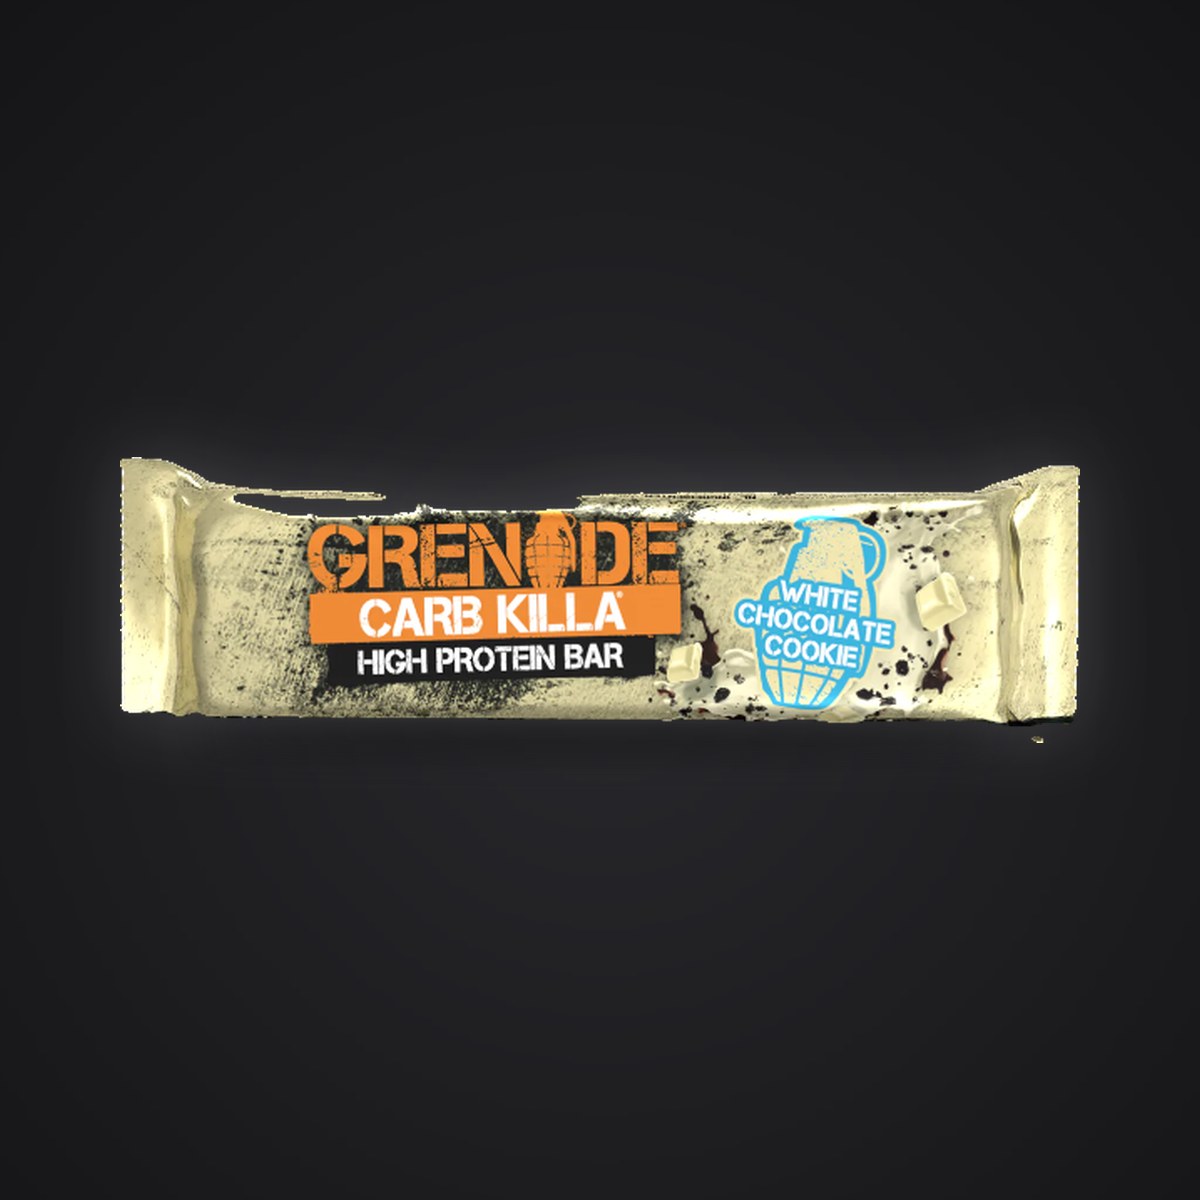 GRENADE
CARB KILLA®
HIGH PROTEIN BAR
WHITE
CHOCOLATE
COOKIE